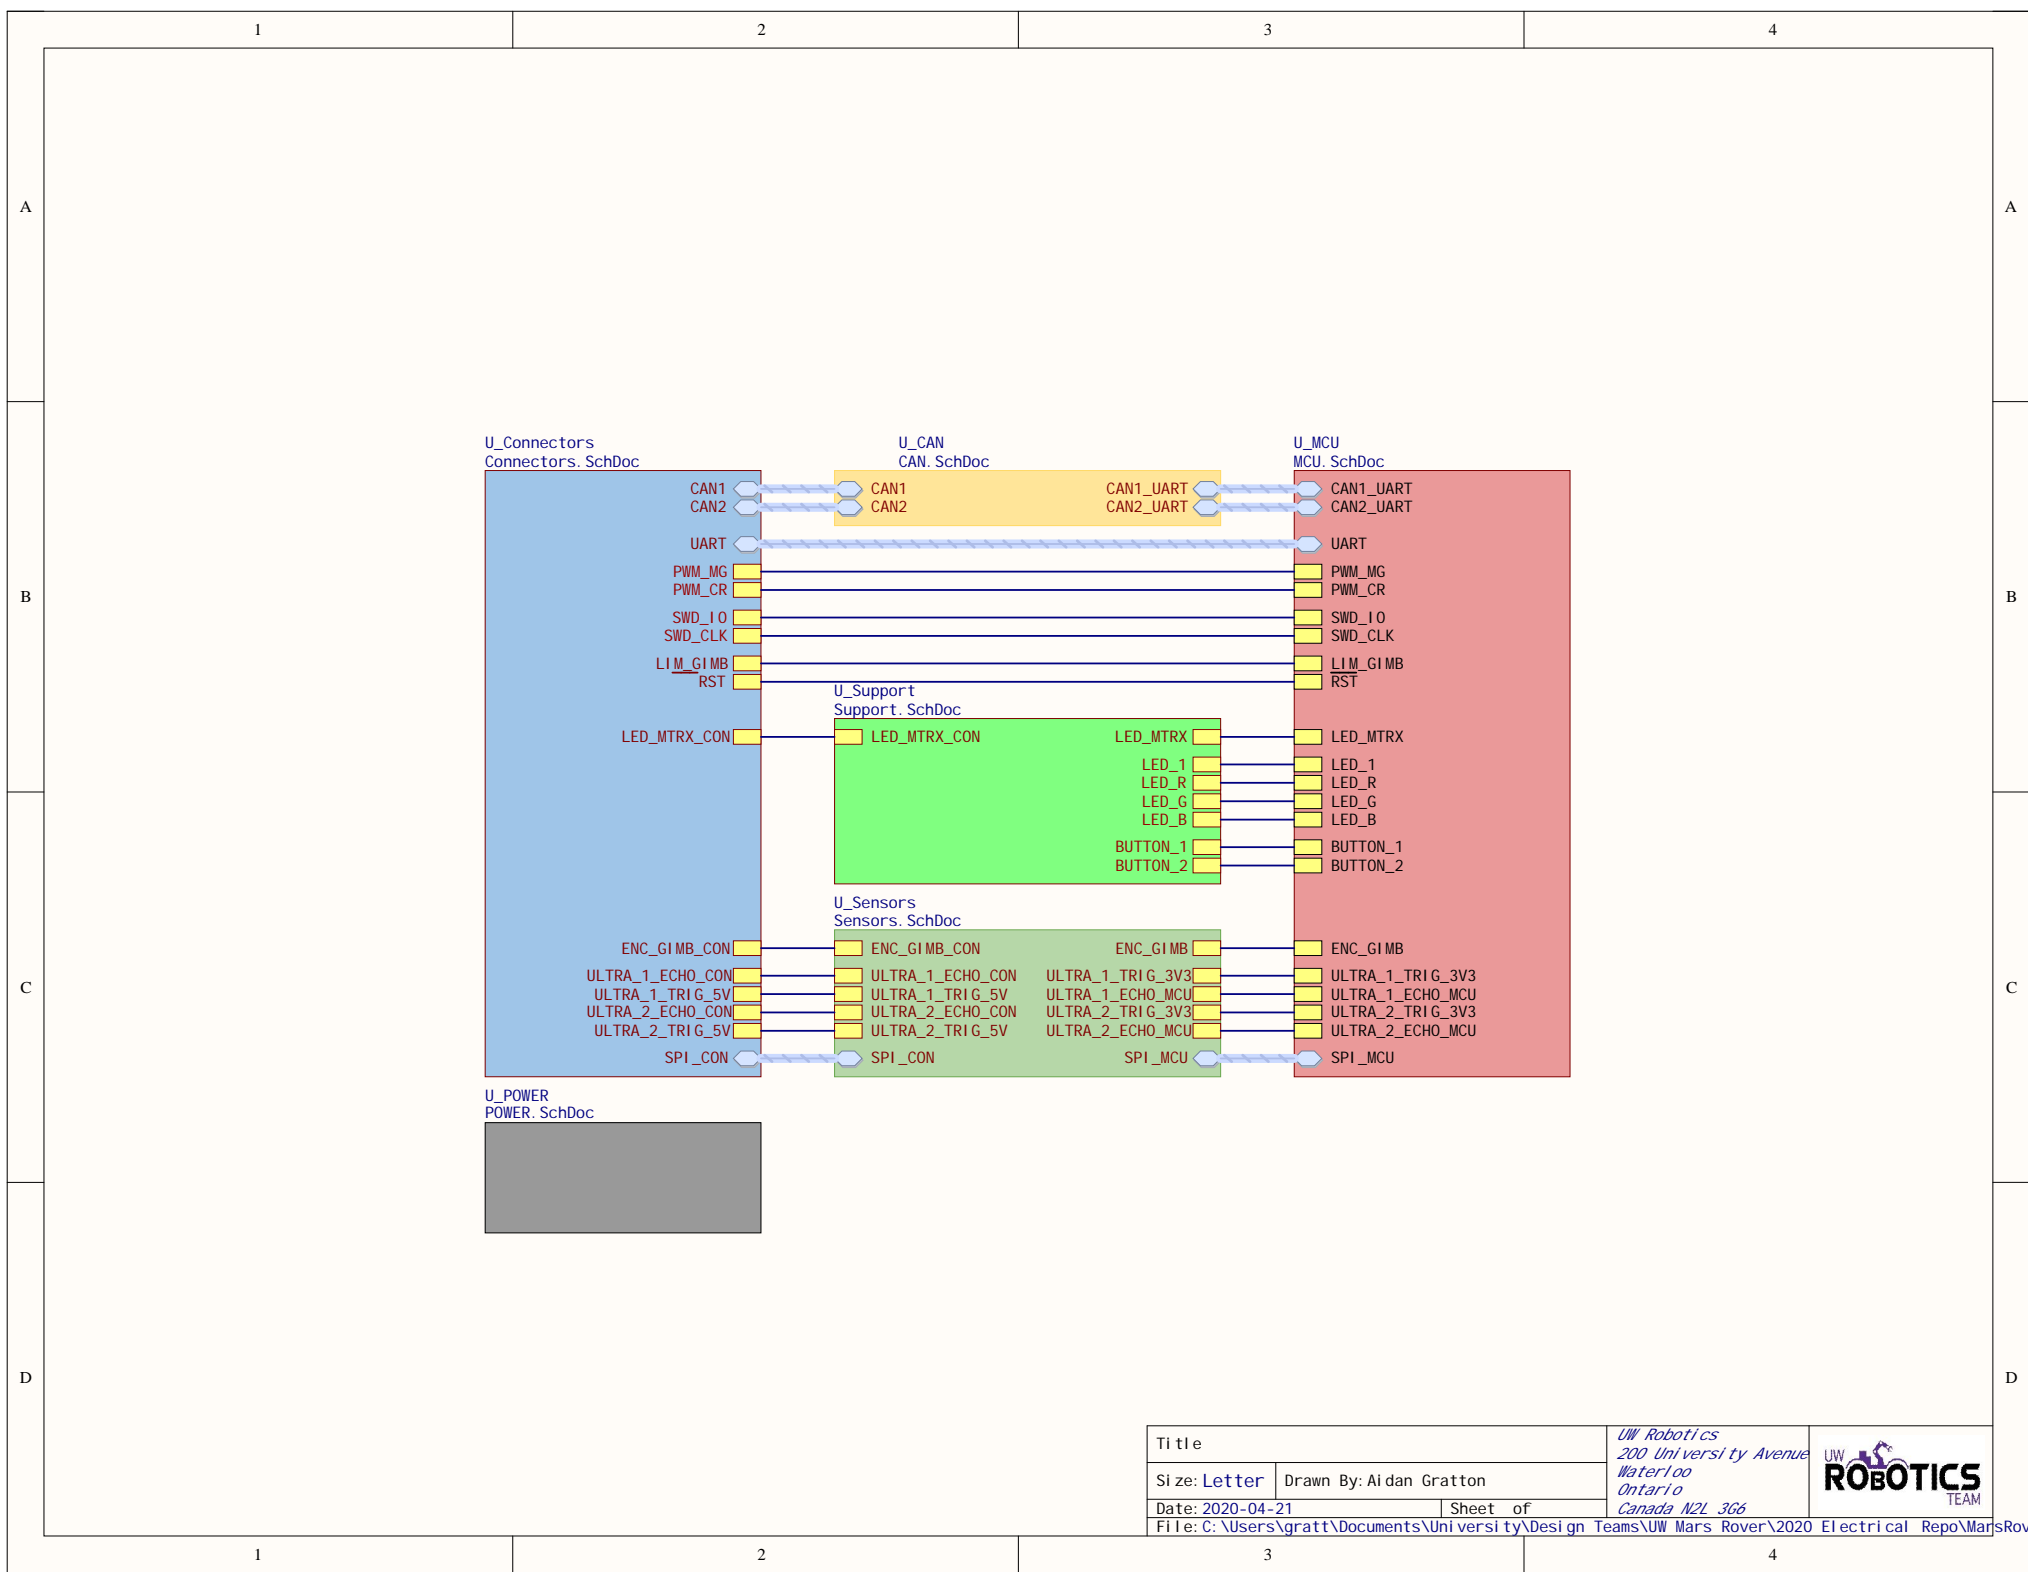 1 2 3 4
A A
U_Connectors U_CAN U_MCU
Connectors.SchDoc CAN.SchDoc MCU.SchDoc
CAN1 CAN1 CAN1_UART CAN1_UART
CAN2 CAN2 CAN2_UART CAN2_UART
UART UART
PWM_MG PWM_MG
PWM_CR PWM_CR
B B
SWD_IO SWD_IO
SWD_CLK SWD_CLK
LIM_GIMB LIM_GIMB
RST RST
U_Support
Support.SchDoc
LED_MTRX_CON LED_MTRX_CON LED_MTRX LED_MTRX
LED_1 LED_1
LED_R LED_R
LED_G LED_G
LED_B LED_B
BUTTON_1 BUTTON_1
BUTTON_2 BUTTON_2
U_Sensors
Sensors.SchDoc
ENC_GIMB_CON ENC_GIMB_CON ENC_GIMB ENC_GIMB
ULTRA_1_ECHO_CON ULTRA_1_ECHO_CON ULTRA_1_TRIG_3V3 ULTRA_1_TRIG_3V3
C C
ULTRA_1_TRIG_5V ULTRA_1_TRIG_5V ULTRA_1_ECHO_MCU ULTRA_1_ECHO_MCU
ULTRA_2_ECHO_CON ULTRA_2_ECHO_CON ULTRA_2_TRIG_3V3 ULTRA_2_TRIG_3V3
ULTRA_2_TRIG_5V ULTRA_2_TRIG_5V ULTRA_2_ECHO_MCU ULTRA_2_ECHO_MCU
SPI_CON SPI_CON SPI_MCU SPI_MCU
U_POWER
POWER.SchDoc
D D
Title
Size: Letter Drawn By: Aidan Gratton
Date: 2020-04-21 Sheet of
UW Robotics
200 University Avenue
Waterloo
Ontario
Canada N2L 3G6
UW
ROBOTICS
TEAM
File: C:\Users\gratt\Documents\University\Design Teams\UW Mars Rover\2020 Electrical Repo\MarsRov
1 2 3 4